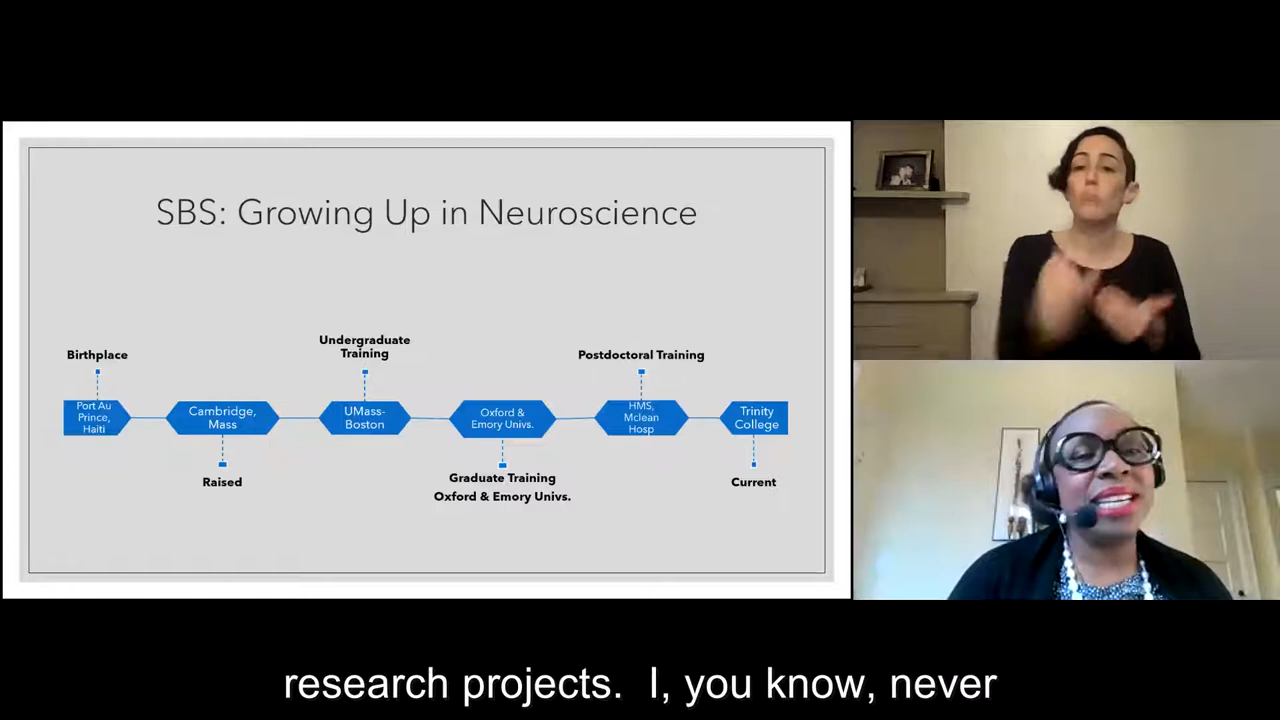 SBS: Growing Up in Neuroscience
Birthplace
Undergraduate
Training
Postdoctoral Training
Port Au
Prince,
Haiti
Cambridge,
Mass
UMass-
Boston
Oxford &
Emory Univs.
HMS,
Mclean
Hosp
Trinity
College
Raised
Graduate Training
Oxford & Emory Univs.
Current
research projects.  I, you know, never